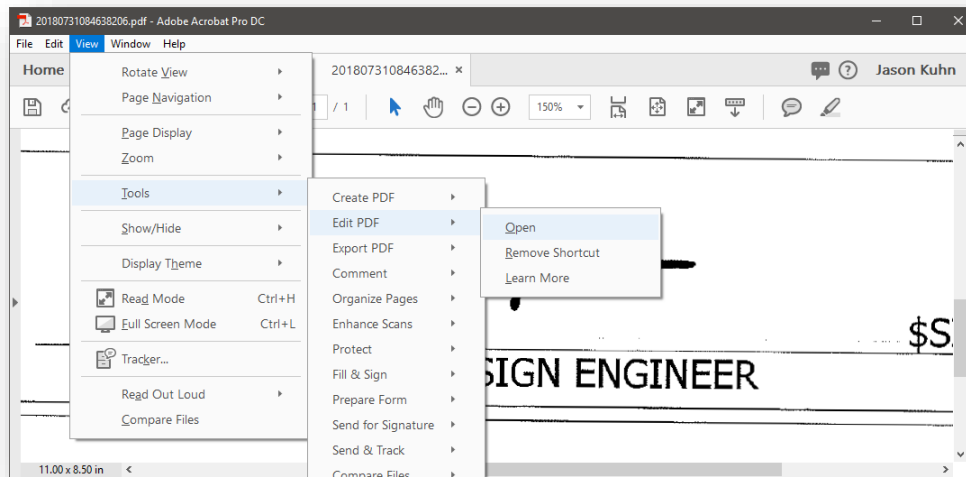 20180731084638206.pdf - Adobe Acrobat Pro DC
File Edit View Window Help
Home 201807310846382... × ? Jason Kuhn
/ 1 150%
Rotate View
Page Navigation
Page Display
Zoom
Tools
Show/Hide
Display Theme
Read Mode Ctrl+H
Full Screen Mode Ctrl+L
Tracker...
Read Out Loud
Compare Files
Create PDF
Edit PDF
Export PDF
Comment
Organize Pages
Enhance Scans
Protect
Fill & Sign
Prepare Form
Send for Signature
Send & Track
Compare Files
Open
Remove Shortcut
Learn More
SIGN ENGINEER
11.00 x 8.50 in